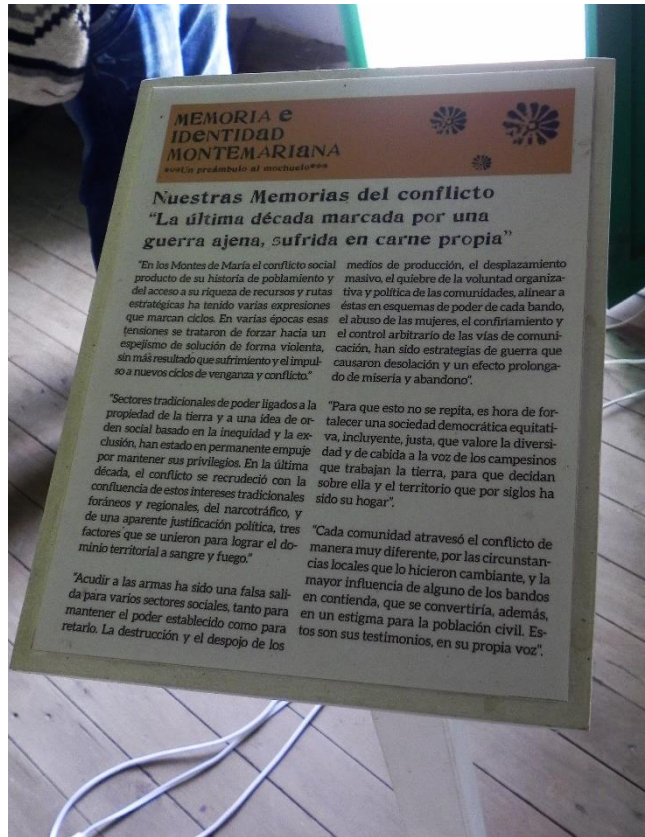 MEMORIA e
IDENTIDAD
MONTEMARIANA
Un preámbulo al mochuelo
Nuestras Memorias del conflicto
"La última década marcada por una
guerra ajena, sufrida en carne propia"
"En los Montes de María el conflicto social
producto de su historia de poblamiento y
del acceso a su riqueza de recursos y rutas
estratégicas ha tenido varias expresiones
que marcan ciclos. En varias épocas esas
tensiones se trataron de forzar hacia un
espejismo de solución de forma violenta,
sin más resultado que sufrimiento y el impul-
so a nuevos ciclos de venganza y conflicto."
"Sectores tradicionales de poder ligados a la
propiedad de la tierra y a una idea de or-
den social basado en la inequidad y la ex-
clusión, han estado en permanente empuje
por mantener sus privilegios. En la última
década, el conflicto se recrudeció con la
confluencia de estos intereses tradicionales
foráneos y regionales, del narcotráfico, y
de una aparente justificación política, tres
factores que se unieron para lograr el do-
minio territorial a sangre y fuego."
"Acudir a las armas ha sido una falsa sali-
da para varios sectores sociales, tanto para
mantener el poder establecido como para
retarlo. La destrucción y el despojo de los
medios de producción, el desplazamiento
masivo, el quiebre de la voluntad organiza-
tiva y política de las comunidades, alinear a
éstas en esquemas de poder de cada bando,
el abuso de las mujeres, el confiriamiento y
el control arbitrario de las vías de comuni-
cación, han sido estrategias de guerra que
causaron desolación y un efecto prolonga-
do de miseria y abandono".
"Para que esto no se repita, es hora de for-
talecer una sociedad democrática equitati-
va, incluyente, justa, que valore la diversi-
dad y de cabida a la voz de los campesinos
que trabajan la tierra, para que decidan
sobre ella y el territorio que por siglos ha
sido su hogar".
"Cada comunidad atravesó el conflicto de
manera muy diferente, por las circunstan-
cias locales que lo hicieron cambiante, y la
mayor influencia de alguno de los bandos
en contienda, que se convertiría, además,
en un estigma para la población civil. Es-
tos son sus testimonios, en su propia voz".